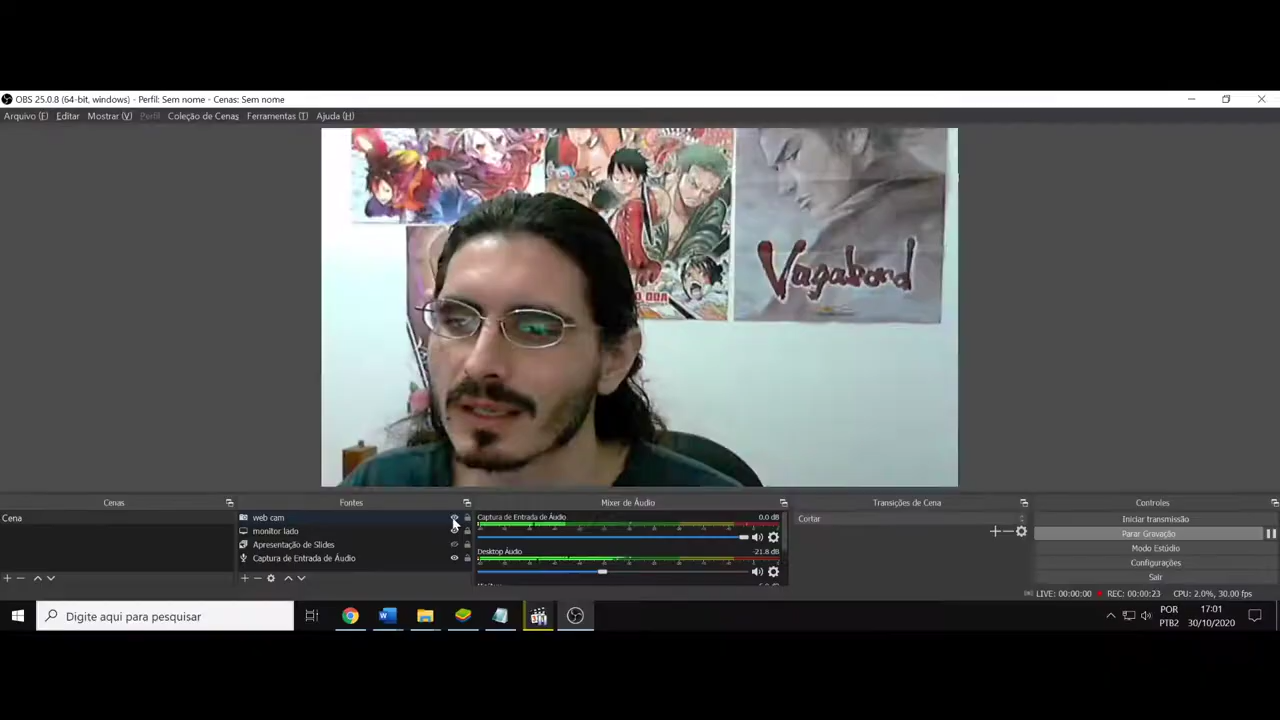 OBS 25.0.8 (64-bit, windows) - Perfil: Sem nome - Cenas: Sem nome
Arquivo (F) Editar Mostrar (V) Perfil Coleção de Cenas Ferramentas (T) Ajuda (H)
Vagabond
Cenas
Cena
Fontes
web cam
monitor lado
Apresentação de Slides
Captura de Entrada de Áudio
Mixer de Áudio
Captura de Entrada de Áudio 0.0 dB
Desktop Áudio -21.8 dB
Transições de Cena
Cortar
Controles
Iniciar transmissão
Parar Gravação
Modo Estúdio
Configurações
Sair
LIVE: 00:00:00 REC: 00:00:23 CPU: 2.0%, 30.00 fps
Digite aqui para pesquisar
POR
PTB2
17:01
30/10/2020